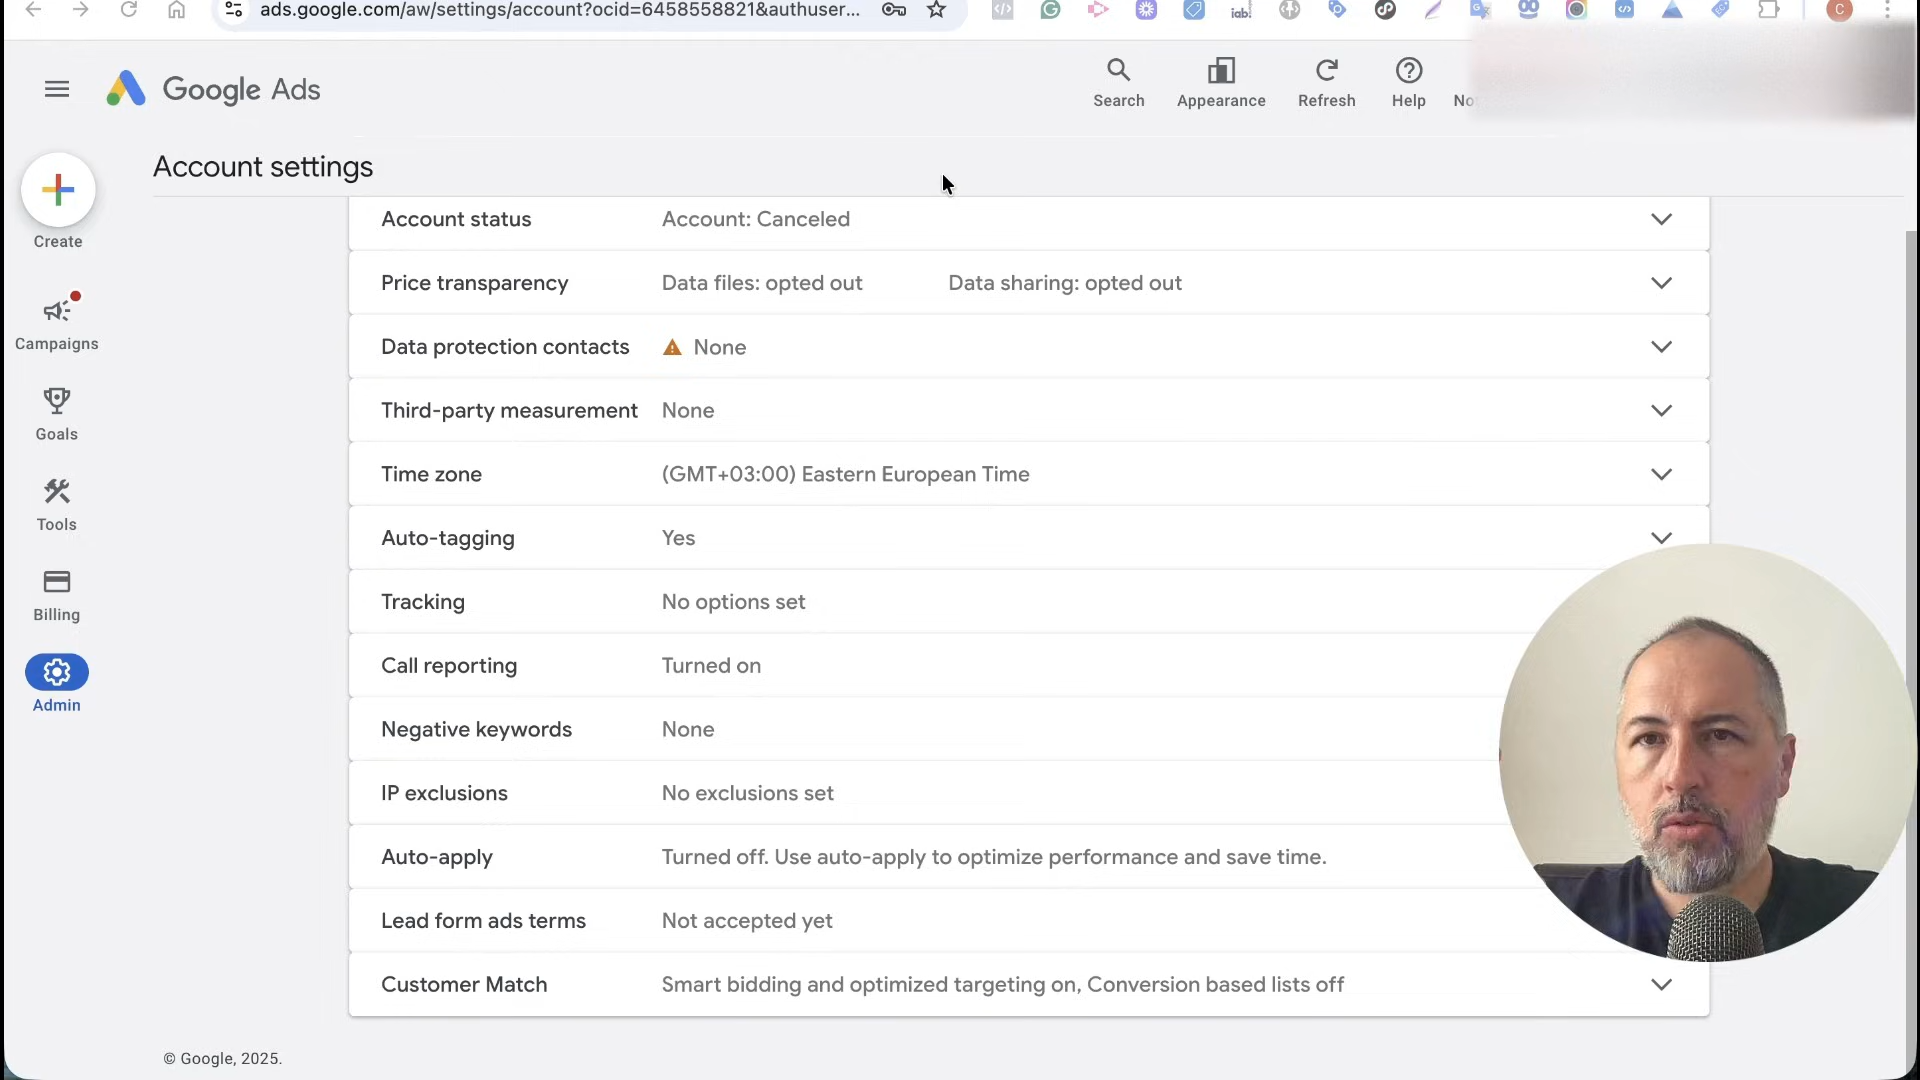 ads.google.com/aw/settings/account?ocid=6458558821&authuser...
iab!
C
Google Ads
Search
Appearance
Refresh
Help
Account settings
Create
Campaigns
Goals
Tools
Billing
Admin
Account status Account: Canceled
Price transparency Data files: opted out Data sharing: opted out
Data protection contacts None
Third-party measurement None
Time zone (GMT+03:00) Eastern European Time
Auto-tagging Yes
Tracking No options set
Call reporting Turned on
Negative keywords None
IP exclusions No exclusions set
Auto-apply Turned off. Use auto-apply to optimize performance and save time.
Lead form ads terms Not accepted yet
Customer Match Smart bidding and optimized targeting on, Conversion based lists off
© Google, 2025.